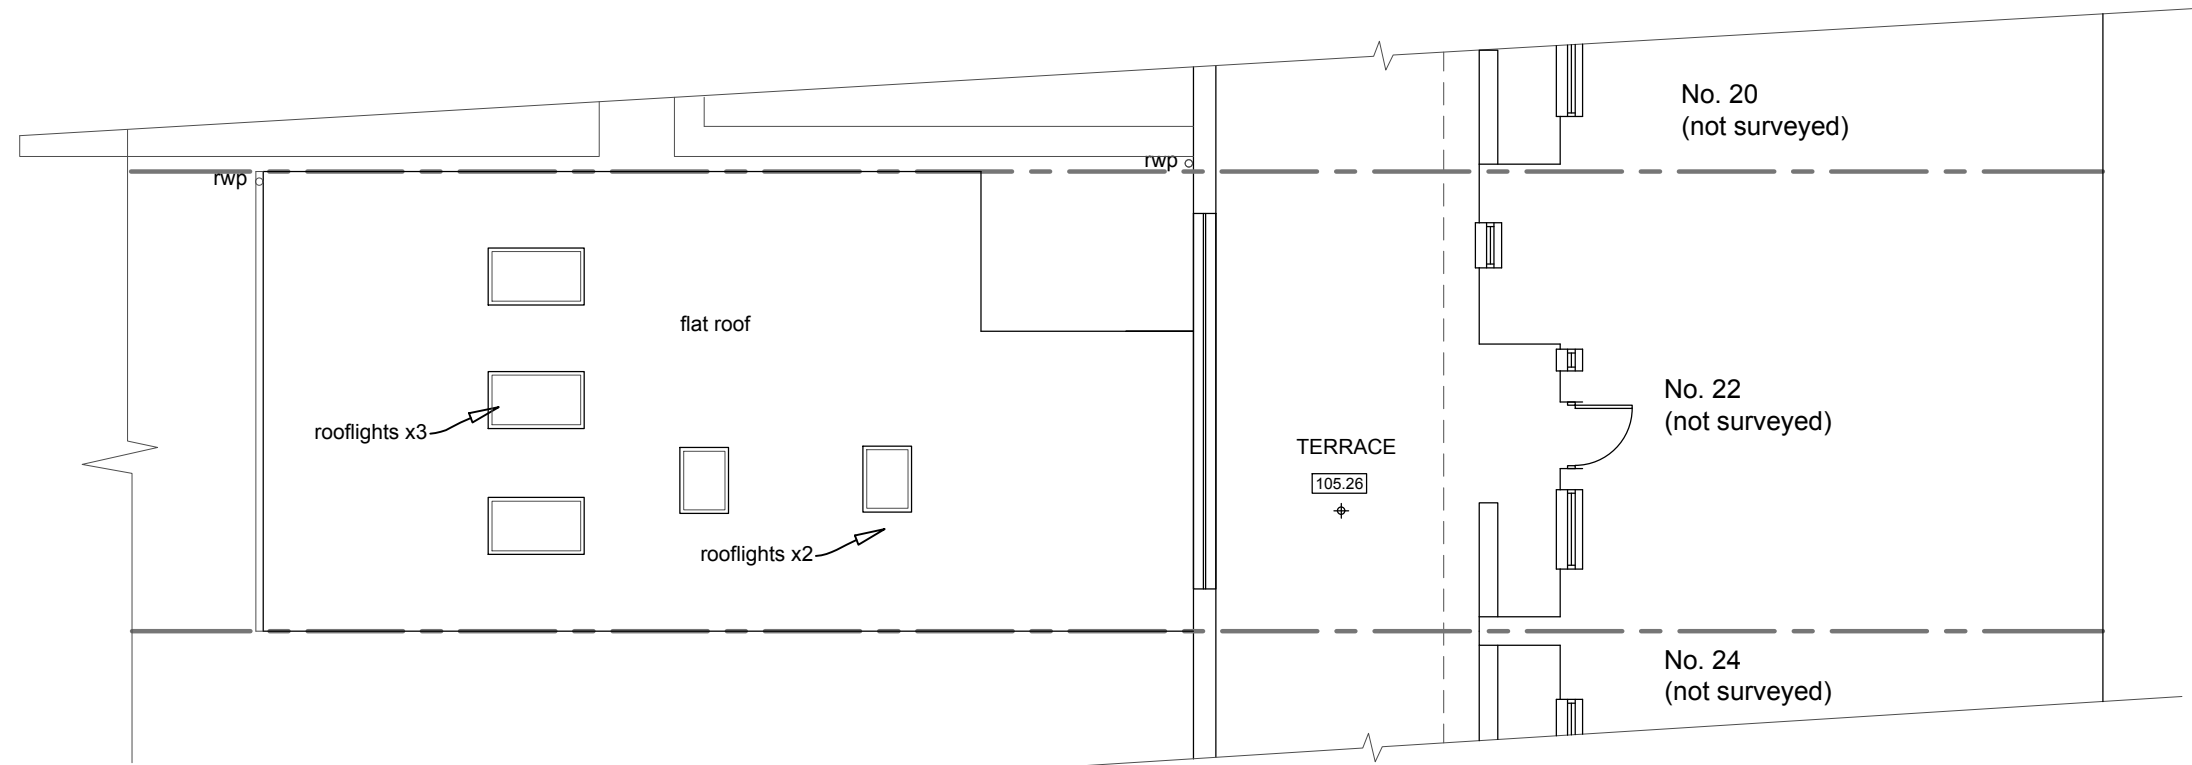 No. 20
(not surveyed)
rwp
rwp
flat roof
rooflights x3
No. 22
(not surveyed)
TERRACE
105.26
rooflights x2
No. 24
(not surveyed)